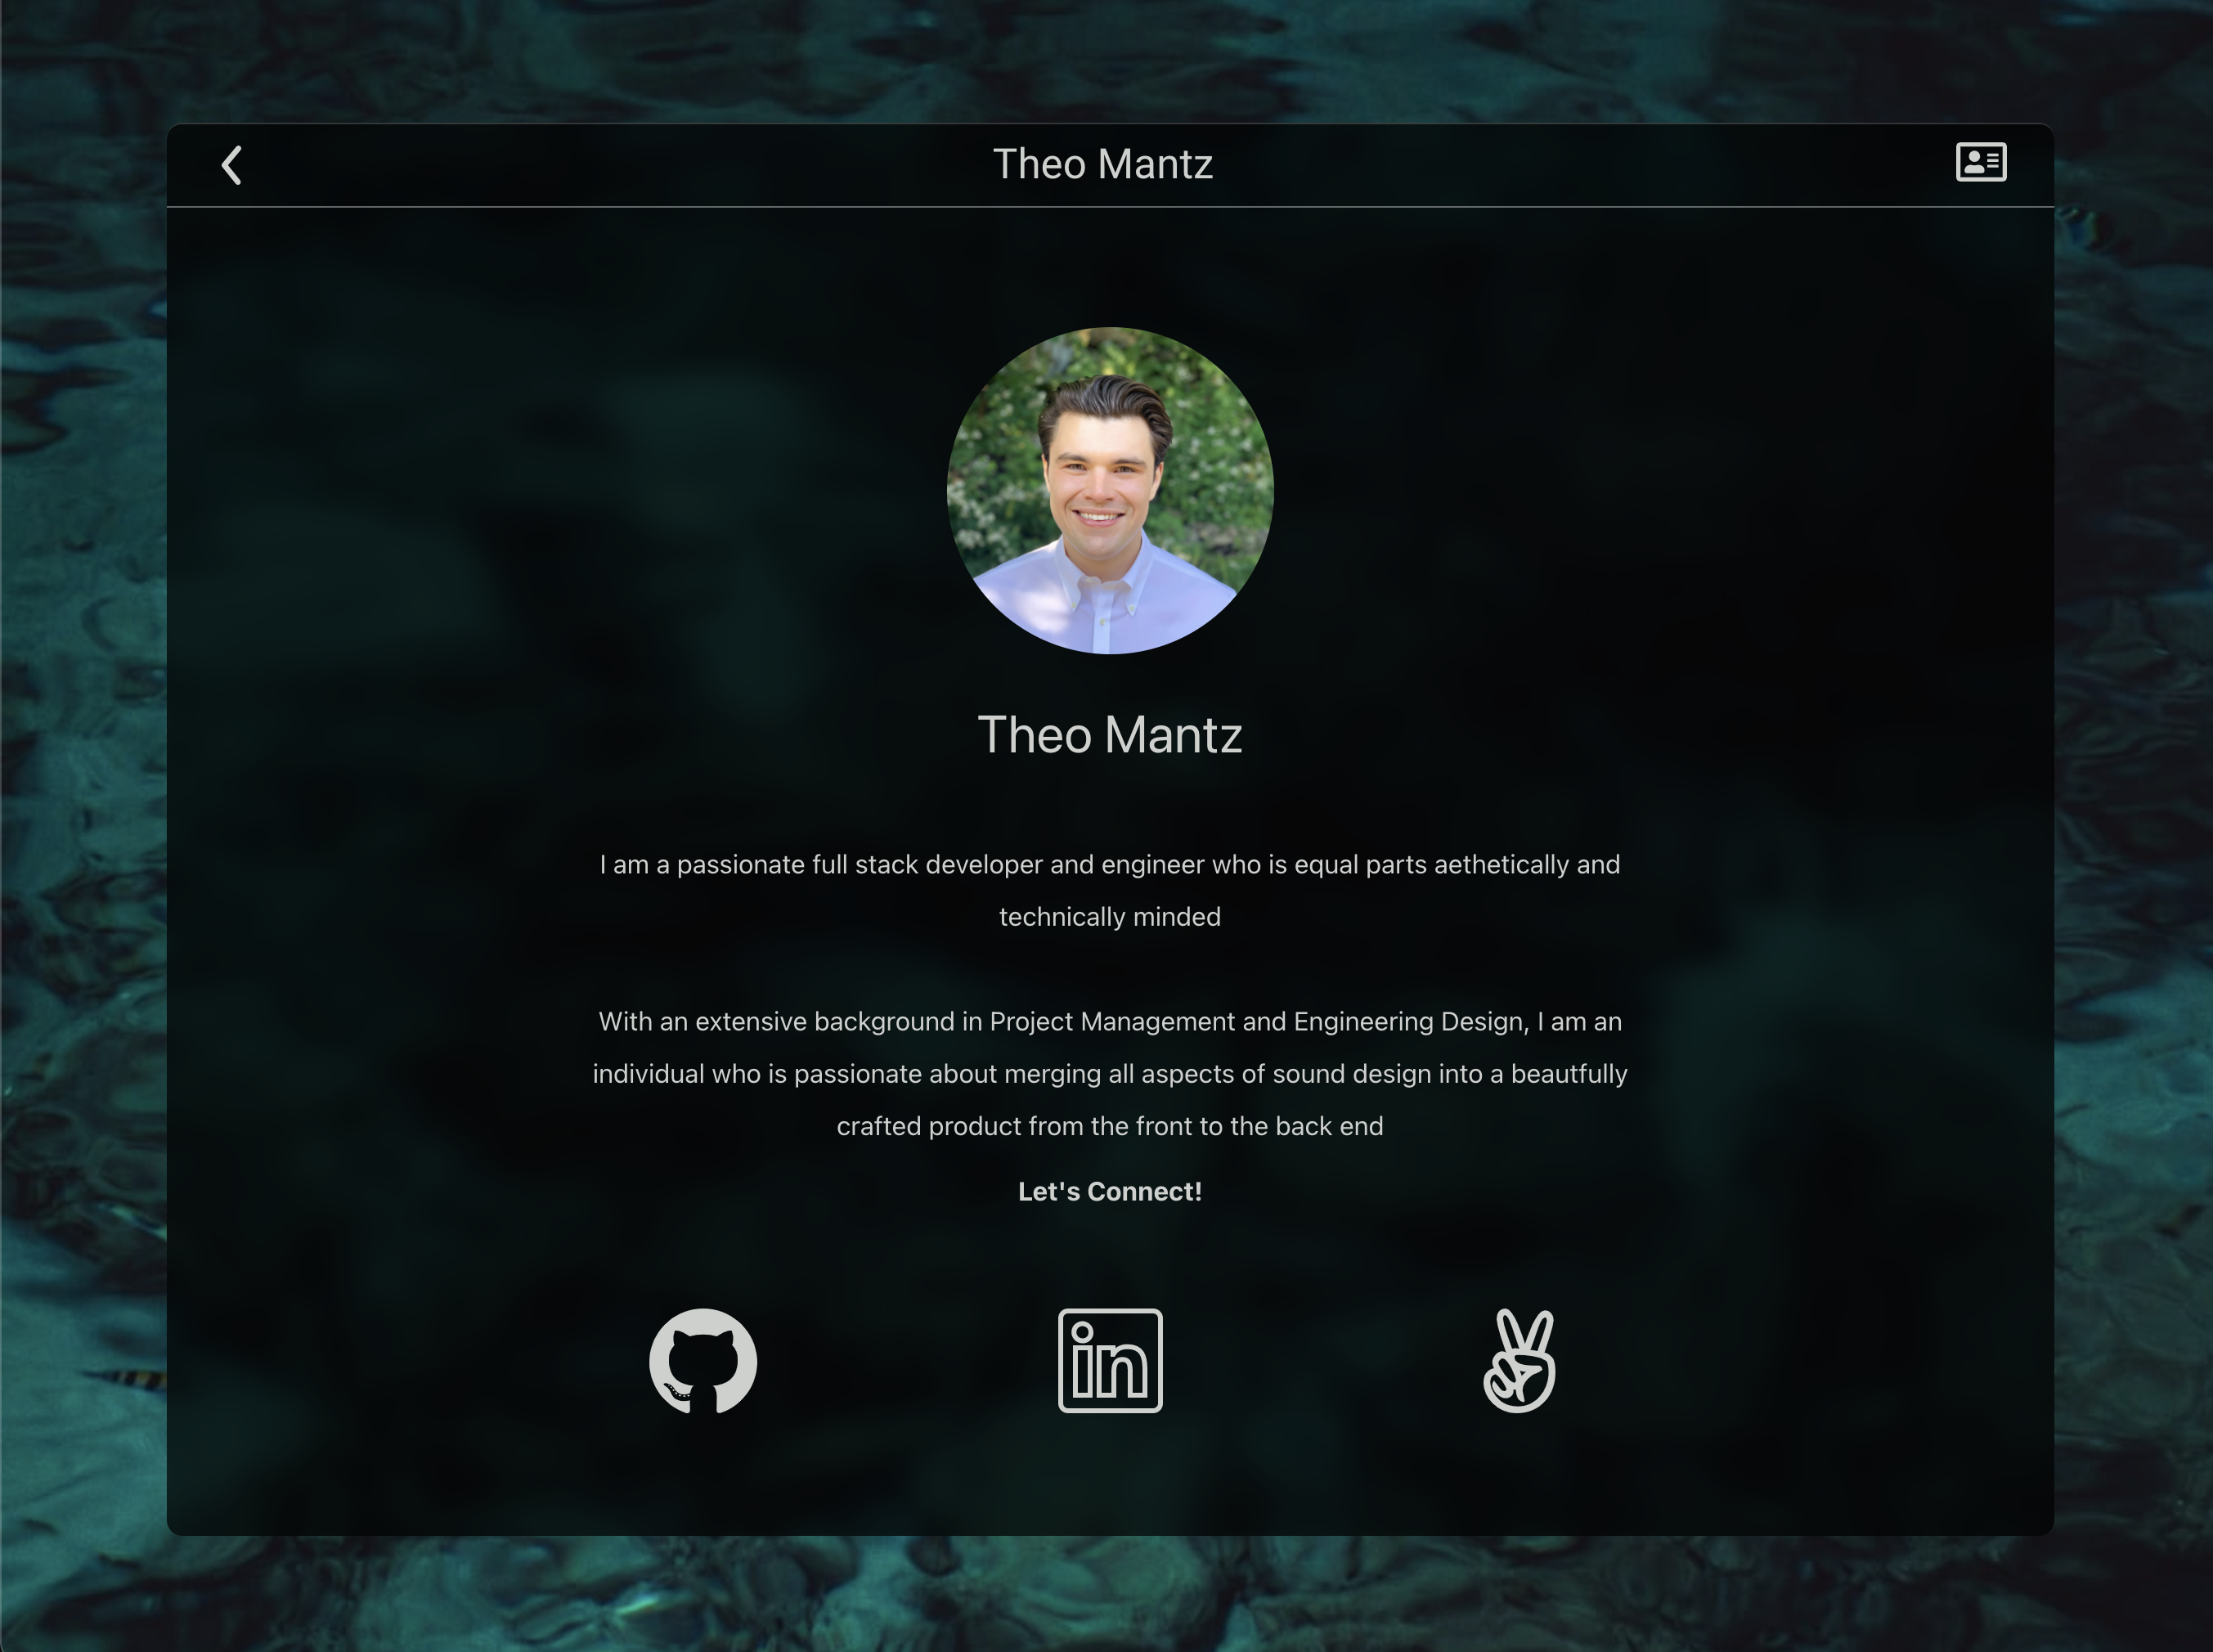 Theo Mantz
Theo Mantz
I am a passionate full stack developer and engineer who is equal parts aethetically and
technically minded
With an extensive background in Project Management and Engineering Design, I am an
individual who is passionate about merging all aspects of sound design into a beautfully
crafted product from the front to the back end
Let's Connect!
in